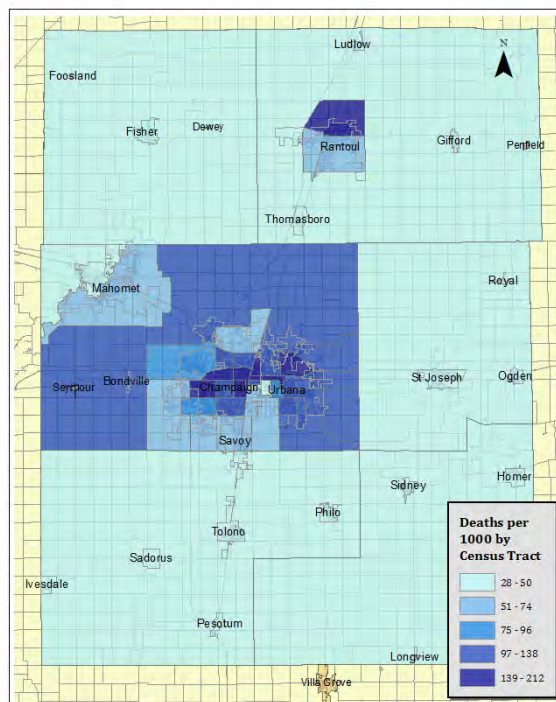 Ludlow
N
Foosland
Fisher
Dewey
Rantoul
Gifford
Penfield
Thomasboro
Mahomet
Royal
Seymour
Bondville
Champaign
Urbana
St Joseph
Ogden
Savoy
Sidney
Homer
Philo
Tolono
Sadorus
Ivesdale
Pesotum
Longview
Villa Grove
Deaths per
1000 by
Census Tract
28 - 50
51 - 74
75 - 96
97 - 138
139 - 212